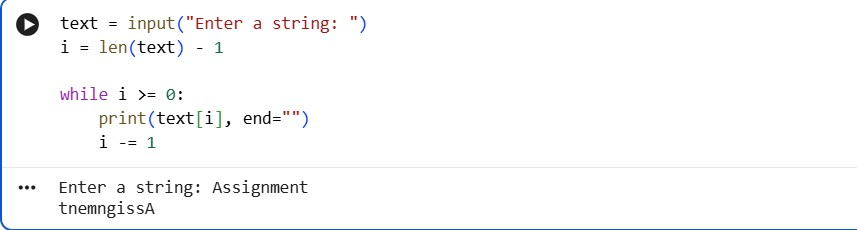 text = input("Enter a string: ")
i = len(text) - 1

while i >= 0:
    print(text[i], end="")
    i -= 1
Enter a string: Assignment
tnemngissA